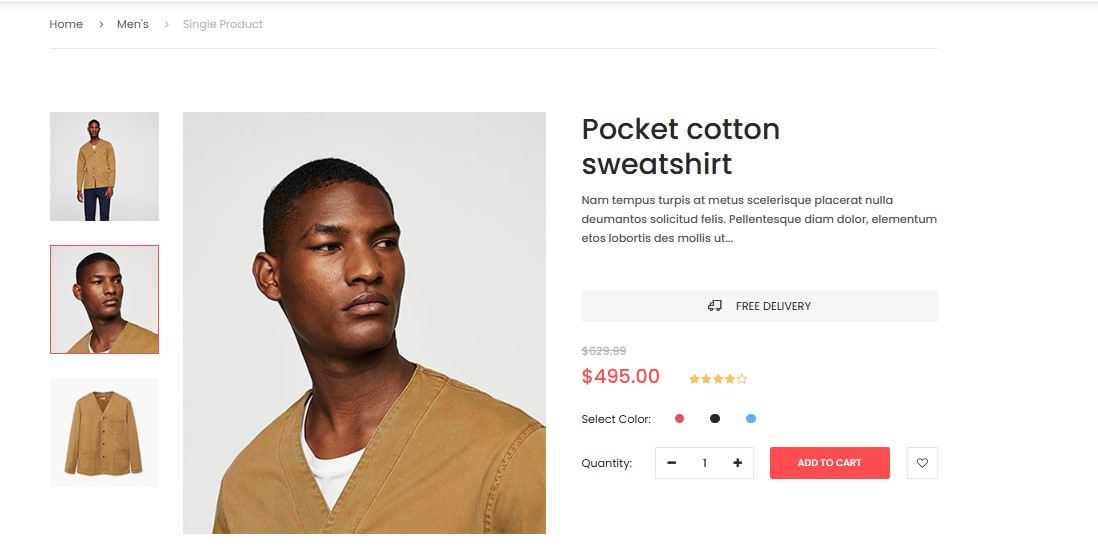 Home > Men's > Single Product
Pocket cotton
sweatshirt
Nam tempus turpis at metus scelerisque placerat nulla
deumantos solicitud felis. Pellentesque diam dolor, elementum
etos lobortis des mollis ut...
FREE DELIVERY
$629.99
$495.00
Select Color:
Quantity: 1 ADD TO CART